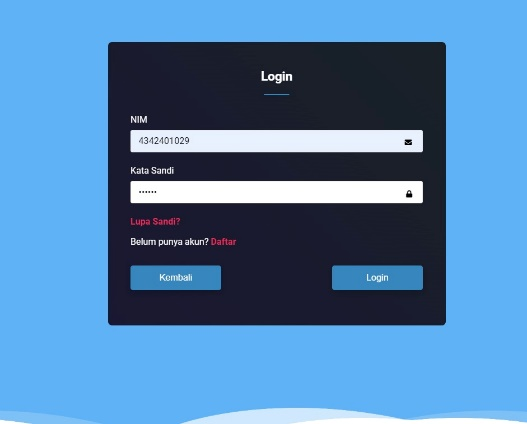 Login
NIM
4342401029
Kata Sandi
••••••
Lupa Sandi?
Belum punya akun? Daftar
Kembali
Login